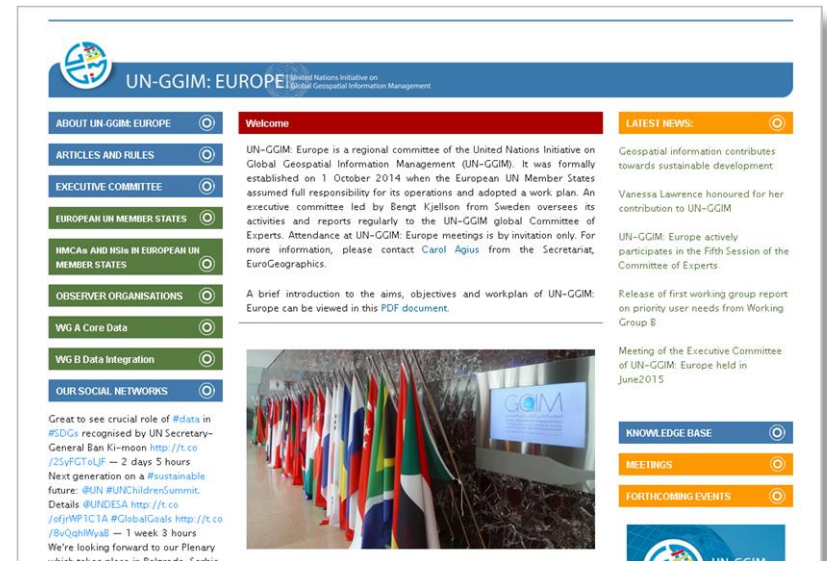 UN-GGIM: EUROPE
United Nations Initiative on
Global Geospatial Information Management
ABOUT UN-GGIM: EUROPE
ARTICLES AND RULES
EXECUTIVE COMMITTEE
EUROPEAN UN MEMBER STATES
NMCAs AND NSIs IN EUROPEAN UN
MEMBER STATES
OBSERVER ORGANISATIONS
WG A Core Data
WG B Data Integration
OUR SOCIAL NETWORKS
Great to see crucial role of #data in
#SDGs recognised by UN Secretary-
General Ban Ki-moon http://t.co
/2SyFGToLJF — 2 days 5 hours
Next generation on a #sustainable
future: @UN #UNChildrenSummit.
Details @UNDESA http://t.co
/ofjrWP1C1A #GlobalGoals http://t.co
/8vQqhlWyaB — 1 week 3 hours
We're looking forward to our Plenary
which takes place in Belgrade, Serbia
Welcome
UN-GGIM: Europe is a regional committee of the United Nations Initiative on
Global Geospatial Information Management (UN-GGIM). It was formally
established on 1 October 2014 when the European UN Member States
assumed full responsibility for its operations and adopted a work plan. An
executive committee led by Bengt Kjellson from Sweden oversees its
activities and reports regularly to the UN-GGIM global Committee of
Experts. Attendance at UN-GGIM: Europe meetings is by invitation only. For
more information, please contact Carol Agius from the Secretariat,
EuroGeographics.
A brief introduction to the aims, objectives and workplan of UN-GGIM:
Europe can be viewed in this PDF document.
GGIM
LATEST NEWS:
Geospatial information contributes
towards sustainable development
Vanessa Lawrence honoured for her
contribution to UN-GGIM
UN-GGIM: Europe actively
participates in the Fifth Session of the
Committee of Experts
Release of first working group report
on priority user needs from Working
Group B
Meeting of the Executive Committee
of UN-GGIM: Europe held in
June2015
KNOWLEDGE BASE
MEETINGS
FORTHCOMING EVENTS
UN-GGIM